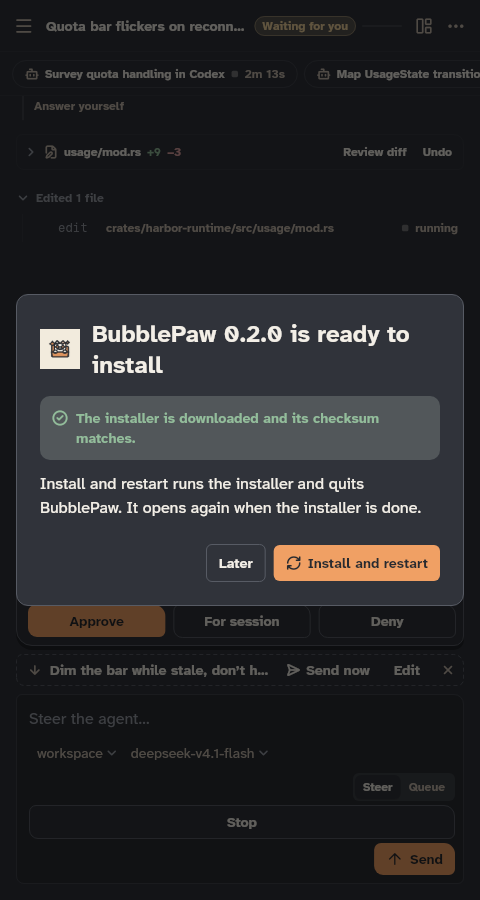 Quota bar flickers on reconn... Waiting for you
Survey quota handling in Codex 2m 13s Map UsageState transitio
Answer yourself
usage/mod.rs +9 −3 Review diff Undo
Edited 1 file
edit crates/harbor-runtime/src/usage/mod.rs running
BubblePaw 0.2.0 is ready to
install
The installer is downloaded and its checksum
matches.
Install and restart runs the installer and quits
BubblePaw. It opens again when the installer is done.
Later Install and restart
Approve For session Deny
Dim the bar while stale, don't h... Send now Edit
Steer the agent...
workspace deepseek-v4.1-flash
Steer Queue
Stop
Send